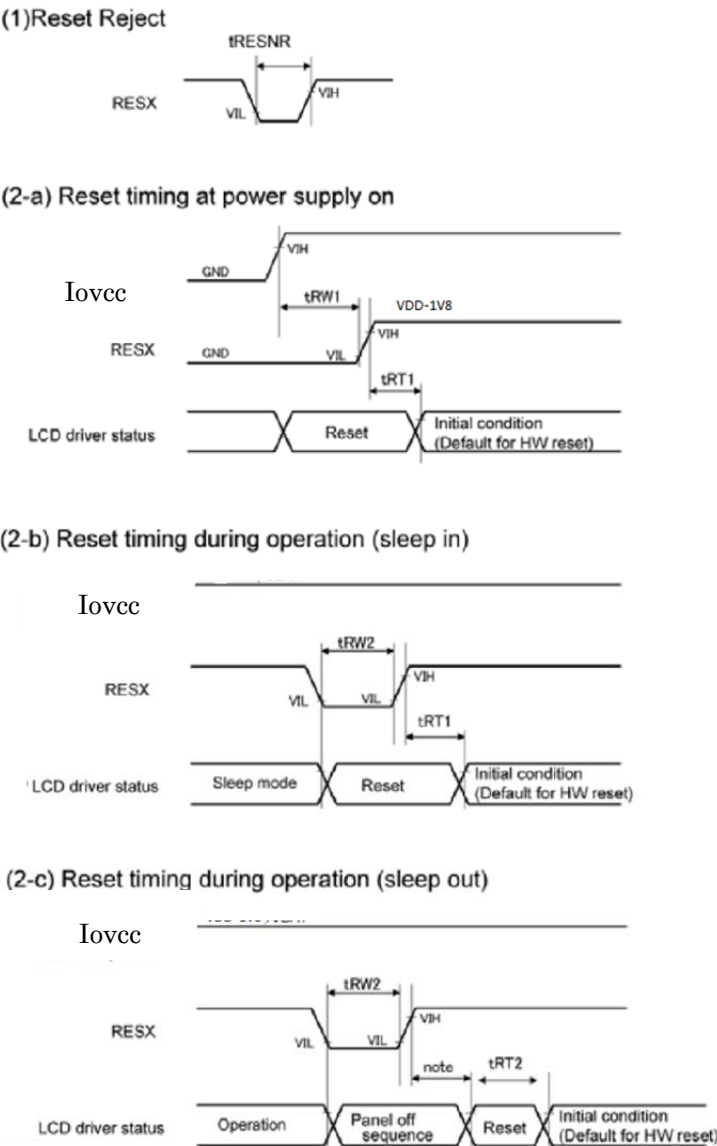 (1)Reset Reject
tRESNR
RESX
VIL
VIH
(2-a) Reset timing at power supply on
Iovcc
GND
VIH
tRW1
VDD-1V8
RESX
GND
VIL
VIH
tRT1
LCD driver status
Reset
Initial condition
(Default for HW reset)
(2-b) Reset timing during operation (sleep in)
Iovcc
tRW2
RESX
VIL
VIL
VIH
tRT1
LCD driver status
Sleep mode
Reset
Initial condition
(Default for HW reset)
(2-c) Reset timing during operation (sleep out)
Iovcc
tRW2
RESX
VIL
VIL
VIH
note
tRT2
LCD driver status
Operation
Panel off
sequence
Reset
Initial condition
(Default for HW reset)